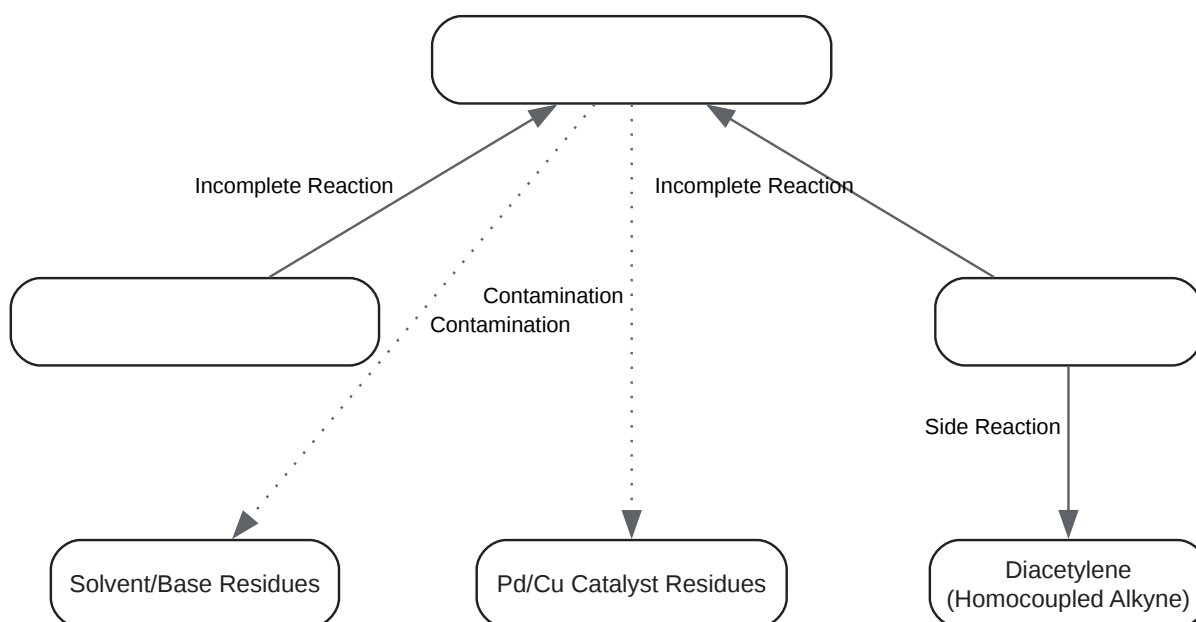 Incomplete Reaction
Incomplete Reaction
Contamination
Contamination
Side Reaction
Solvent/Base Residues
Pd/Cu Catalyst Residues
Diacetylene
(Homocoupled Alkyne)